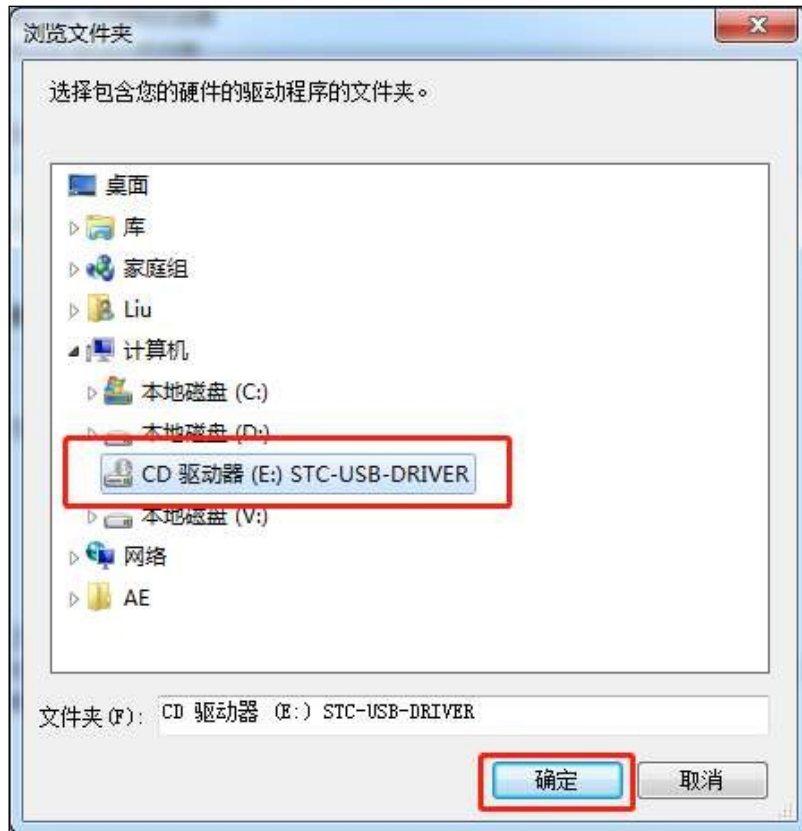 浏览文件夹
选择包含您的硬件的驱动程序的文件夹。
桌面
库
家庭组
Liu
计算机
本地磁盘 (C:)
本地磁盘 (D:)
CD 驱动器 (E:) STC-USB-DRIVER
本地磁盘 (V:)
网络
AE
文件夹(F): CD 驱动器 (E:) STC-USB-DRIVER
确定 取消